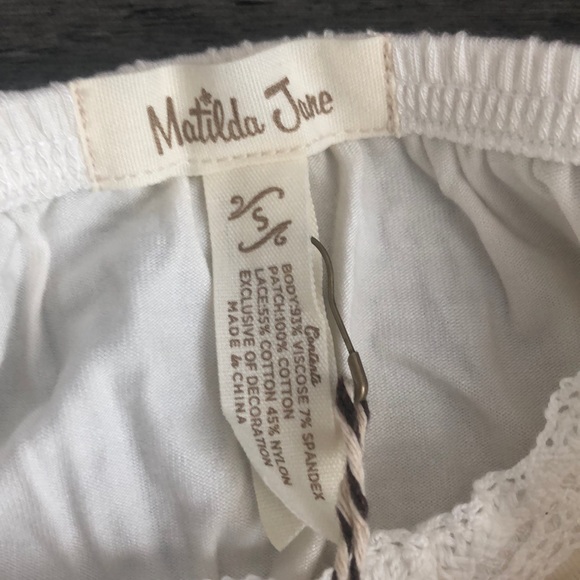 Matilda Jane
S
Contents
BODY:93% VISCOSE 7% SPANDEX
PATCH:100% COTTON
LACE:55% COTTON 45% NYLON
EXCLUSIVE OF DECORATION
MADE in CHINA